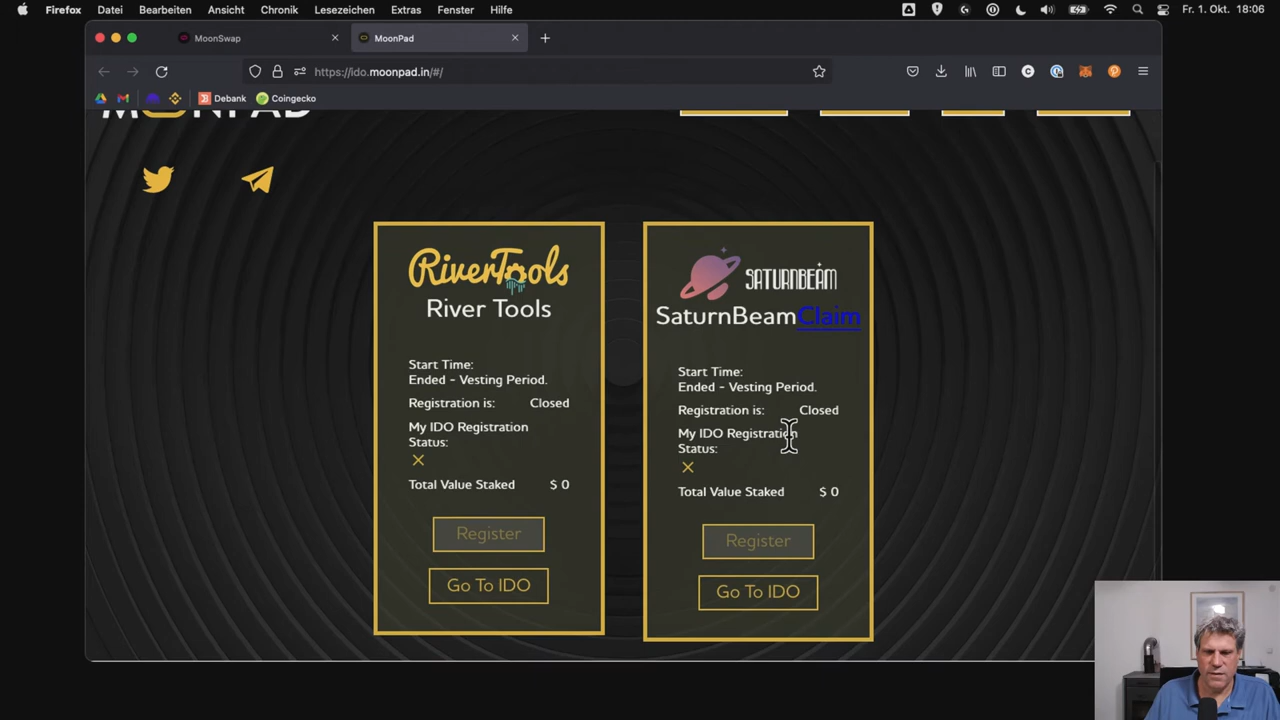 Firefox Datei Bearbeiten Ansicht Chronik Lesezeichen Extras Fenster Hilfe Fr. 1. Okt. 18:06
MoonSwap MoonPad
https://ido.moonpad.in/#/
Debank Coingecko
RiverTools
River Tools
Start Time:
Ended - Vesting Period.
Registration is: Closed
My IDO Registration
Status:
Total Value Staked $ 0
Register
Go To IDO
SATURNBEAM
SaturnBeamClaim
Start Time:
Ended - Vesting Period.
Registration is: Closed
My IDO Registration
Status:
Total Value Staked $ 0
Register
Go To IDO